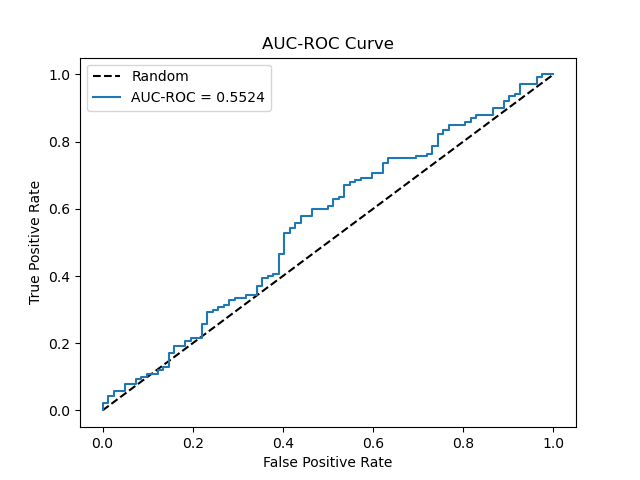 AUC-ROC Curve
Random
AUC-ROC = 0.5524
True Positive Rate
1.0
0.8
0.6
0.4
0.2
0.0
0.0 0.2 0.4 0.6 0.8 1.0
False Positive Rate